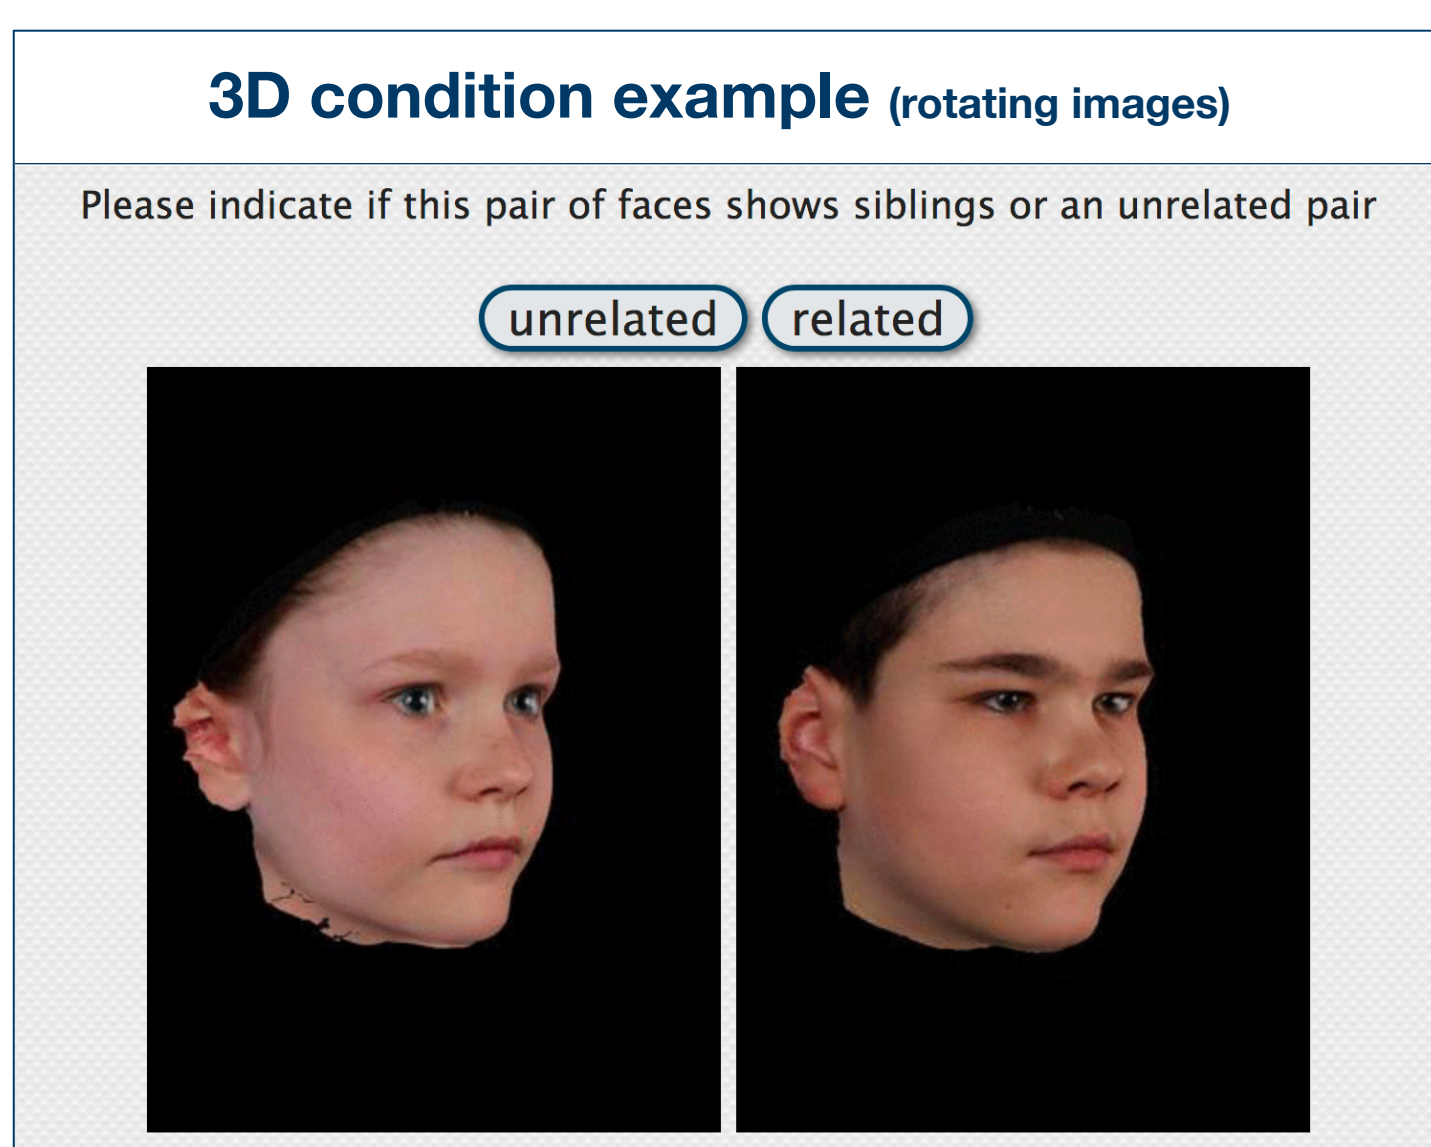 3D condition example (rotating images)
Please indicate if this pair of faces shows siblings or an unrelated pair
unrelated related